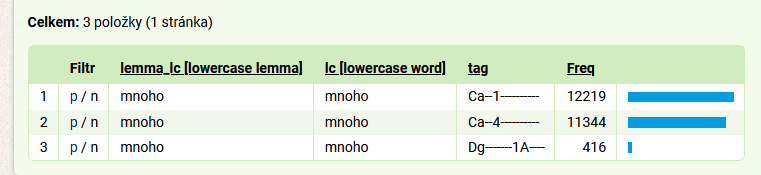 Celkem: 3 položky (1 stránka)
Filtr lemma_lc [lowercase lemma] lc [lowercase word] tag Freq
1 p / n mnoho mnoho Ca--1---------- 12219
2 p / n mnoho mnoho Ca--4---------- 11344
3 p / n mnoho mnoho Dg-------1A---- 416